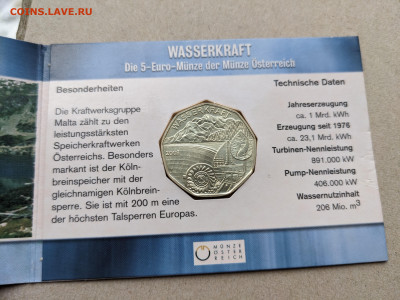 COINS.ЛАVE.RU
WASSERKRAFT
Die 5-Euro-Münze der Münze Österreich
Besonderheiten
Die Kraftwerksgruppe
Malta zählt zu den
leistungsstärksten
Speicherkraftwerken
Österreichs. Besonders
markant ist der Köln-
breinspeicher mit der
gleichnamigen Kölnbrein-
sperre. Sie ist mit 200 m eine
der höchsten Talsperren Europas.
Technische Daten
Jahreserzeugung
ca. 1 Mrd. kWh
Erzeugung seit 1976
ca. 23,1 Mrd. kWh
Turbinen-Nennleistung
891.000 kW
Pump-Nennleistung
406.000 kW
Wassernutzinhalt
206 Mio. m³
MÜNZE
ÖSTER
REICH